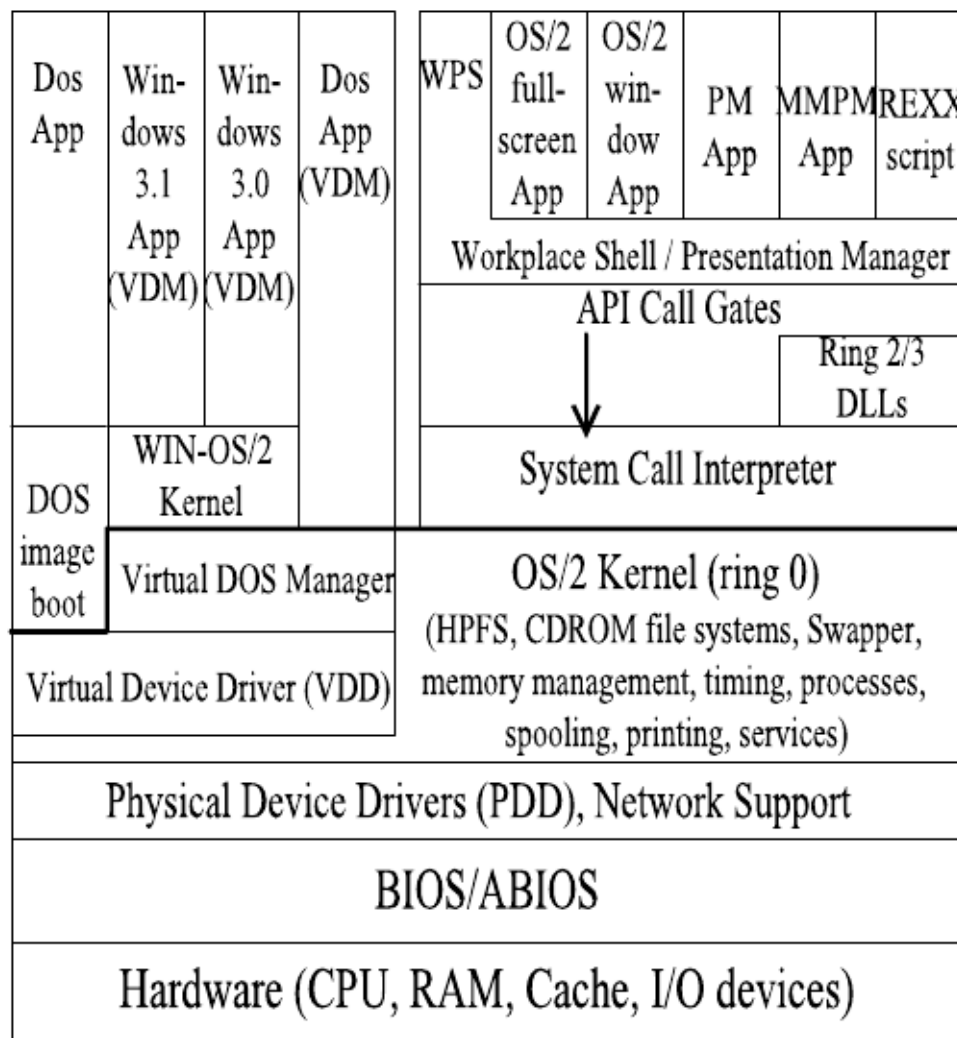 Dos
App
Win-
dows
3.1
App
(VDM)
Win-
dows
3.0
App
(VDM)
Dos
App
(VDM)
WPS
OS/2
full-
screen
App
OS/2
win-
dow
App
PM
App
MMPM
App
REXX
script
Workplace Shell / Presentation Manager
API Call Gates
Ring 2/3
DLLs
DOS
image
boot
WIN-OS/2
Kernel
System Call Interpreter
Virtual DOS Manager
OS/2 Kernel (ring 0)
(HPFS, CDROM file systems, Swapper,
memory management, timing, processes,
spooling, printing, services)
Virtual Device Driver (VDD)
Physical Device Drivers (PDD), Network Support
BIOS/ABIOS
Hardware (CPU, RAM, Cache, I/O devices)